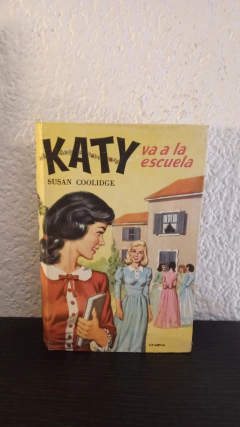 KATY va a la
escuela
SUSAN COOLIDGE